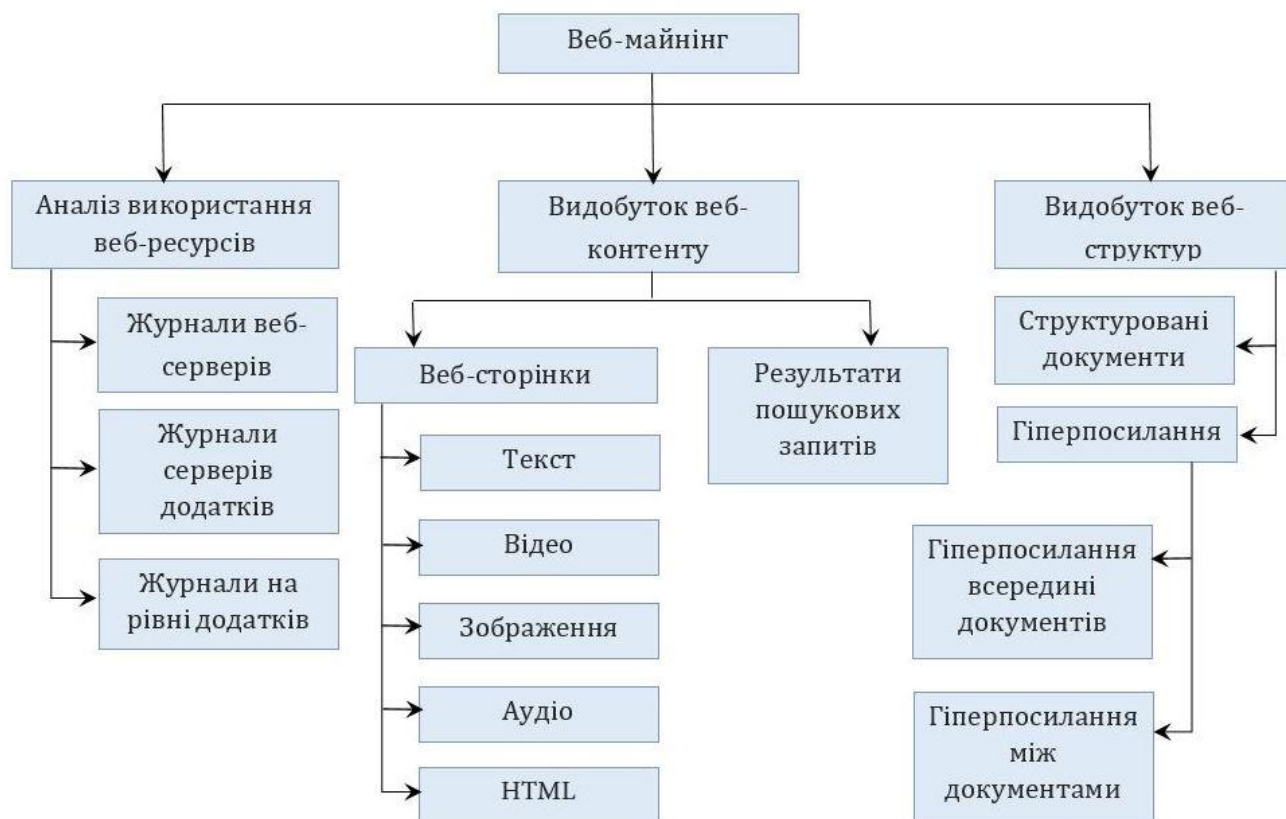 Веб-майнінг
Аналіз використання
веб-ресурсів
Видобуток веб-
контенту
Видобуток веб-
структур
Журнали веб-
серверів
Журнали
серверів
додатків
Журнали на
рівні додатків
Веб-сторінки
Текст
Відео
Зображення
Аудіо
HTML
Результати
пошукових
запитів
Структуровані
документи
Гіперпосилання
Гіперпосилання
всередині
документів
Гіперпосилання
між
документами